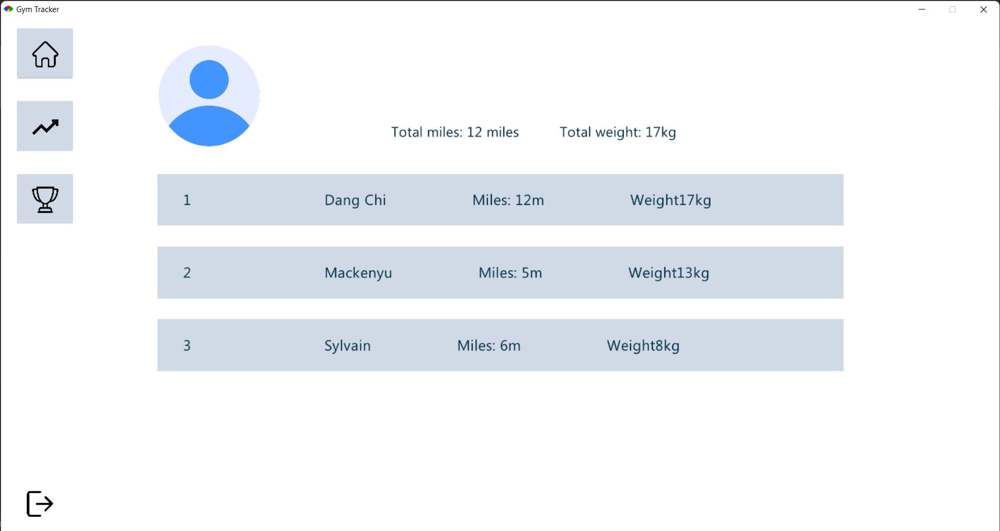 Gym Tracker
Total miles: 12 miles Total weight: 17kg
1 Dang Chi Miles: 12m Weight17kg
2 Mackenyu Miles: 5m Weight13kg
3 Sylvain Miles: 6m Weight8kg